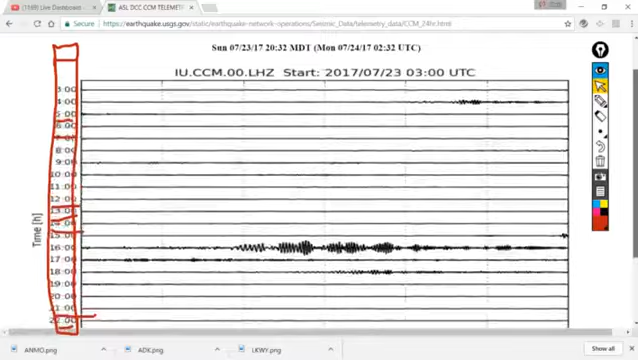 (1169) Live Dashboard
ASL DCC CCM TELEMET
Secure https://earthquake.usgs.gov/static/earthquake-network-operations/Seismic_Data/telemetry_data/CCM_24hr.html
Sun 07/23/17 20:32 MDT (Mon 07/24/17 02:32 UTC)
IU.CCM.00.LHZ Start: 2017/07/23 03:00 UTC
3:00
4:00
5:00
6:00
7:00
8:00
9:00
10:00
11:00
12:00
13:00
14:00
15:00
16:00
17:00
18:00
19:00
20:00
21:00
22:00
Time [h]
ANMO.png
ADK.png
LKWY.png
Show all